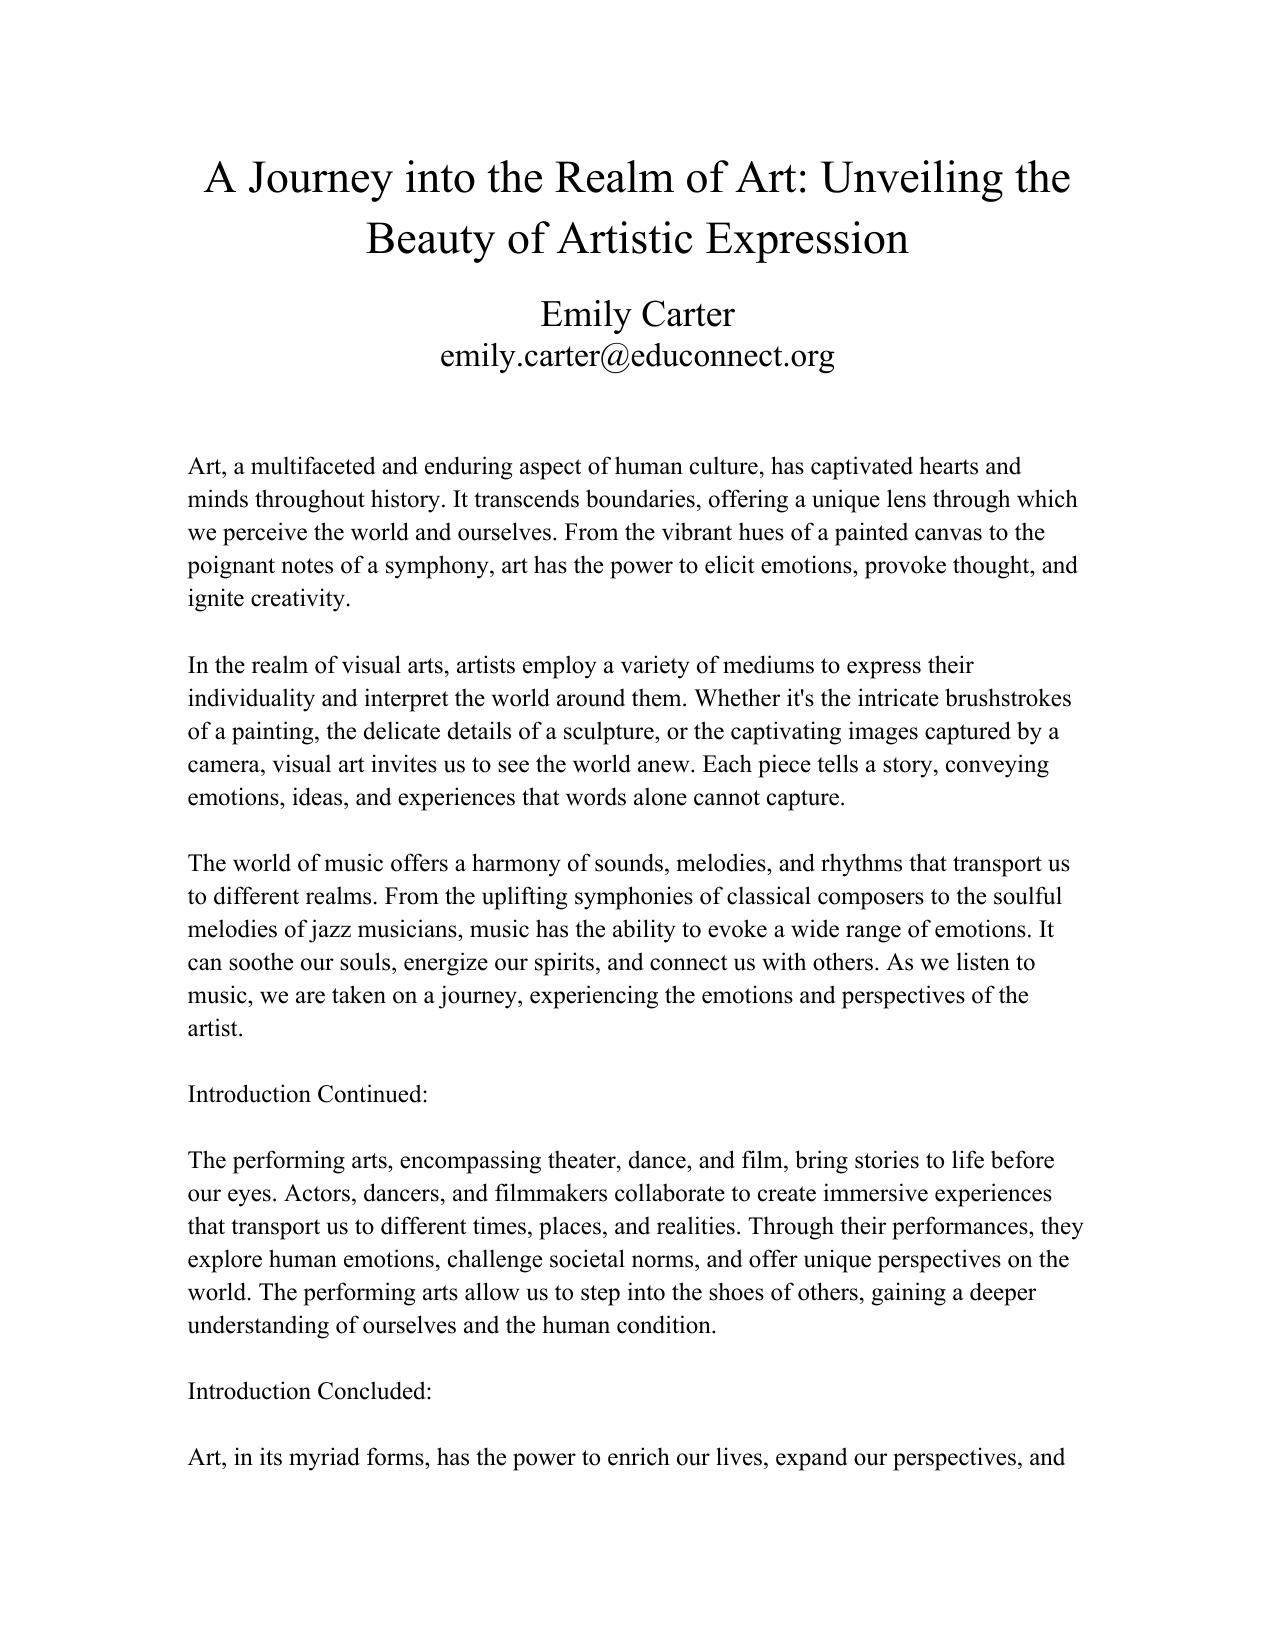 A Journey into the Realm of Art: Unveiling the
Beauty of Artistic Expression
Emily Carter
emily.carter@educonnect.org
Art, a multifaceted and enduring aspect of human culture, has captivated hearts and
minds throughout history. It transcends boundaries, offering a unique lens through which
we perceive the world and ourselves. From the vibrant hues of a painted canvas to the
poignant notes of a symphony, art has the power to elicit emotions, provoke thought, and
ignite creativity.
In the realm of visual arts, artists employ a variety of mediums to express their
individuality and interpret the world around them. Whether it's the intricate brushstrokes
of a painting, the delicate details of a sculpture, or the captivating images captured by a
camera, visual art invites us to see the world anew. Each piece tells a story, conveying
emotions, ideas, and experiences that words alone cannot capture.
The world of music offers a harmony of sounds, melodies, and rhythms that transport us
to different realms. From the uplifting symphonies of classical composers to the soulful
melodies of jazz musicians, music has the ability to evoke a wide range of emotions. It
can soothe our souls, energize our spirits, and connect us with others. As we listen to
music, we are taken on a journey, experiencing the emotions and perspectives of the
artist.
Introduction Continued:
The performing arts, encompassing theater, dance, and film, bring stories to life before
our eyes. Actors, dancers, and filmmakers collaborate to create immersive experiences
that transport us to different times, places, and realities. Through their performances, they
explore human emotions, challenge societal norms, and offer unique perspectives on the
world. The performing arts allow us to step into the shoes of others, gaining a deeper
understanding of ourselves and the human condition.
Introduction Concluded:
Art, in its myriad forms, has the power to enrich our lives, expand our perspectives, and